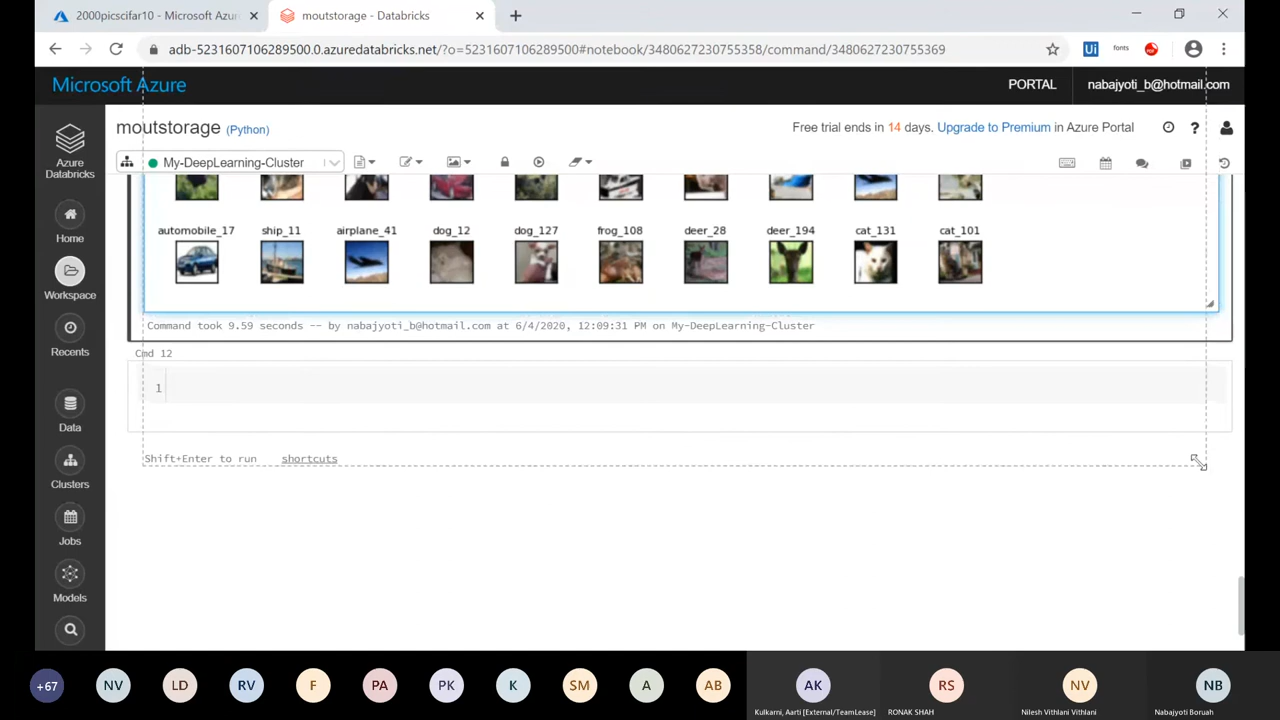 2000picscifar10 - Microsoft Azur
moutstorage - Databricks
adb-5231607106289500.0.azuredatabricks.net/?o=5231607106289500#notebook/3480627230755358/command/3480627230755369
Ui
fonts
Microsoft Azure
PORTAL
nabajyoti_b@hotmail.com
Azure Databricks
Home
Workspace
Recents
Data
Clusters
Jobs
Models
moutstorage (Python)
Free trial ends in 14 days. Upgrade to Premium in Azure Portal
?
My-DeepLearning-Cluster
automobile_17 ship_11 airplane_41 dog_12 dog_127 frog_108 deer_28 deer_194 cat_131 cat_101
Command took 9.59 seconds -- by nabajyoti_b@hotmail.com at 6/4/2020, 12:09:31 PM on My-DeepLearning-Cluster
Cmd 12
1
Shift+Enter to run shortcuts
+67 NV LD RV F PA PK K SM A AB AK RS NV NB
Kulkarni, Aarti [External/TeamLease] RONAK SHAH Nilesh Vithlani Vithlani Nabajyoti Boruah